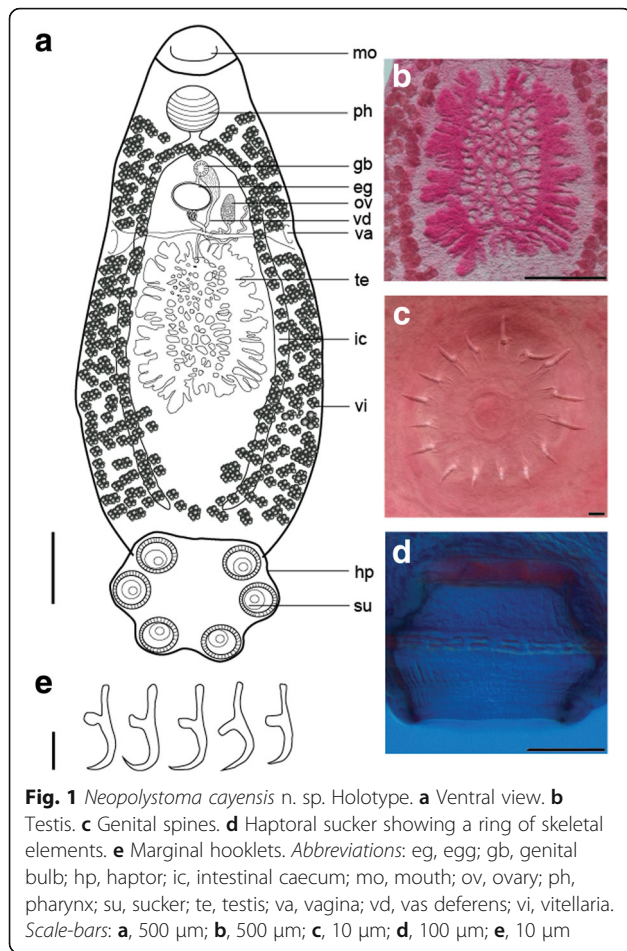 a
mo
ph
gb
eg
ov
vd
va
te
ic
vi
hp
su
b
c
d
e
Fig. 1 Neopolystoma cayensis n. sp. Holotype. a Ventral view. b
Testis. c Genital spines. d Haptoral sucker showing a ring of skeletal
elements. e Marginal hooklets. Abbreviations: eg, egg; gb, genital
bulb; hp, haptor; ic, intestinal caecum; mo, mouth; ov, ovary; ph,
pharynx; su, sucker; te, testis; va, vagina; vd, vas deferens; vi, vitellaria.
Scale-bars: a, 500 μm; b, 500 μm; c, 10 μm; d, 100 μm; e, 10 μm